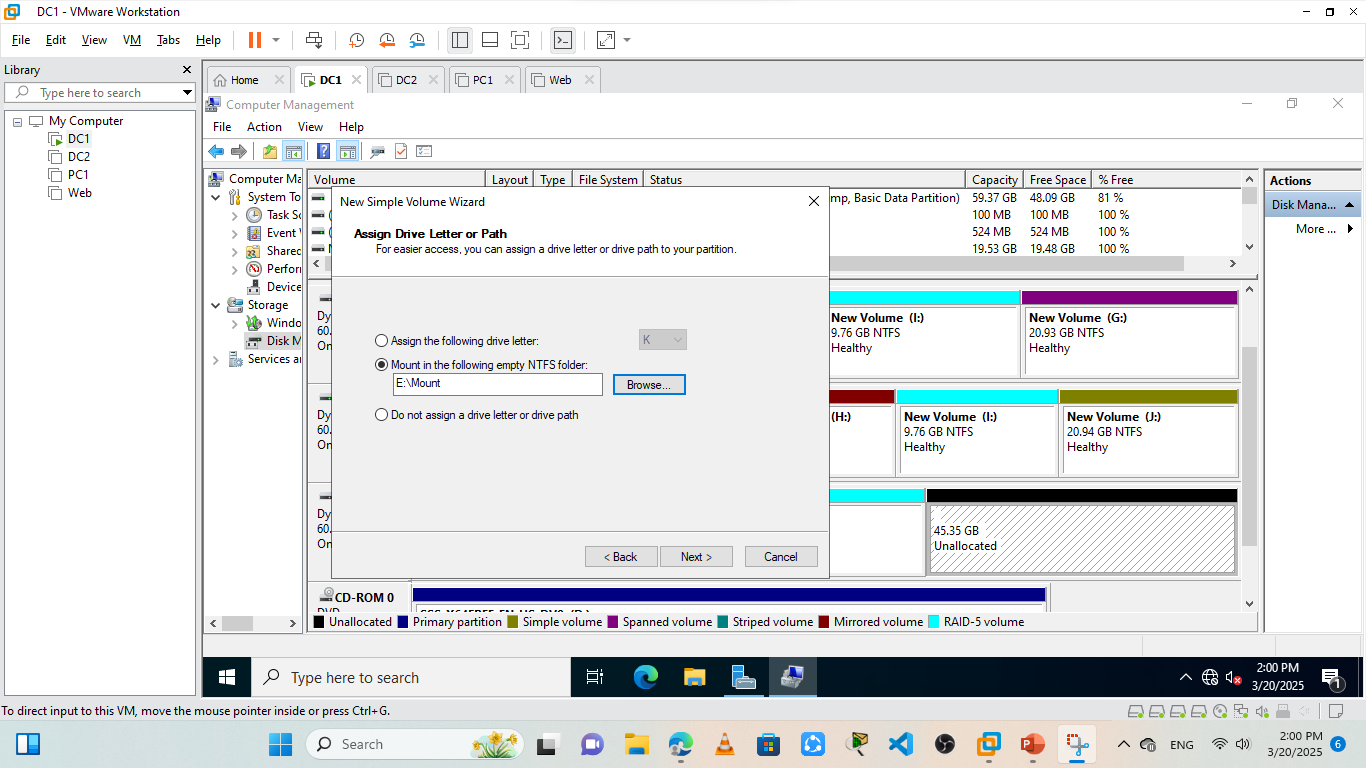 DC1 - VMware Workstation
File Edit View VM Tabs Help
Library
Type here to search
My Computer
DC1
DC2
PC1
Web
Home DC1 DC2 PC1 Web
Computer Management
File Action View Help
Computer Ma
System To
Task Sc
Event V
Shared
Perforr
Device
Storage
Windo
Disk M
Services an
Volume Layout Type File System Status Capacity Free Space % Free
mp, Basic Data Partition) 59.37 GB 48.09 GB 81 %
100 MB 100 MB 100 %
524 MB 524 MB 100 %
19.53 GB 19.48 GB 100 %
New Simple Volume Wizard
Assign Drive Letter or Path
For easier access, you can assign a drive letter or drive path to your partition.
Assign the following drive letter: K
Mount in the following empty NTFS folder:
E:\Mount Browse...
Do not assign a drive letter or drive path
< Back Next > Cancel
Dy
60.
On
New Volume (I:)
9.76 GB NTFS
Healthy
New Volume (G:)
20.93 GB NTFS
Healthy
Dy
60.
On
(H:)
New Volume (I:)
9.76 GB NTFS
Healthy
New Volume (J:)
20.94 GB NTFS
Healthy
Dy
60.
On
45.35 GB
Unallocated
CD-ROM 0
DVD
Unallocated Primary partition Simple volume Spanned volume Striped volume Mirrored volume RAID-5 volume
Actions
Disk Mana...
More ...
Type here to search
2:00 PM
3/20/2025
1
To direct input to this VM, move the mouse pointer inside or press Ctrl+G.
Search
ENG
2:00 PM
3/20/2025
6